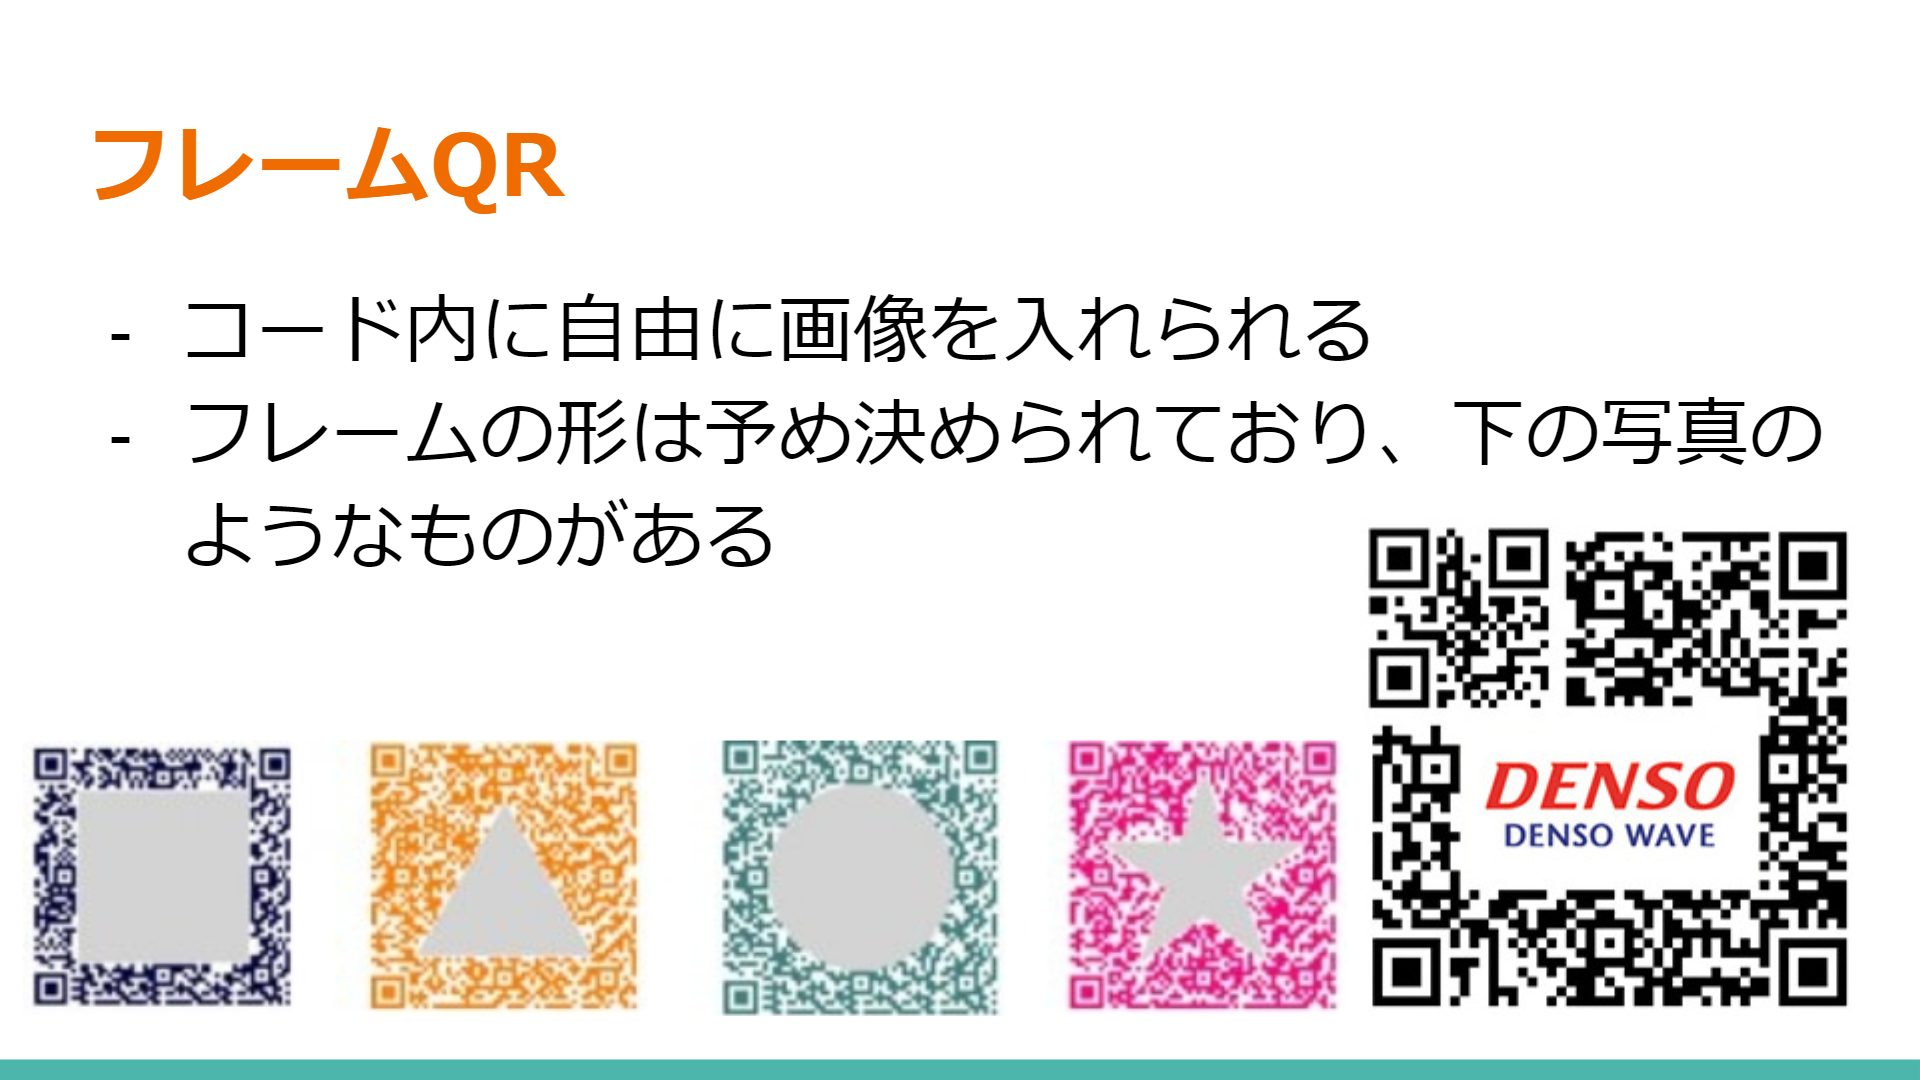 フレームQR
- コード内に自由に画像を入れられる
- フレームの形は予め決められており、下の写真の
ようなものがある
DENSO
DENSO WAVE